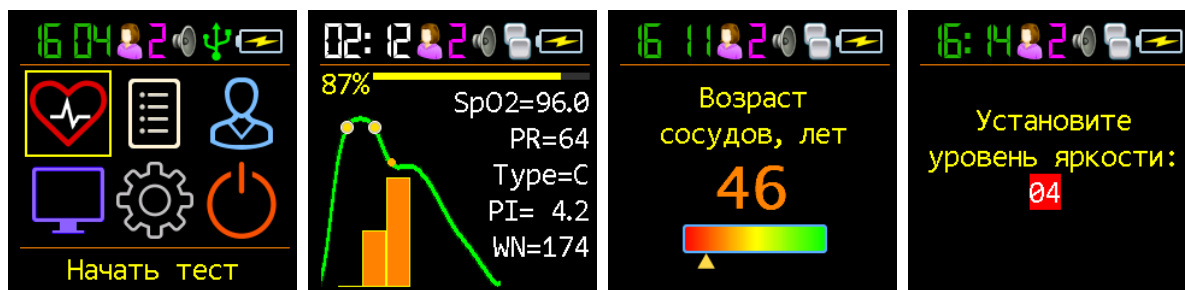 16 04 2
Начать тест
02:12 2
87%
SpO2=96.0
PR=64
Type=C
PI= 4.2
WN=174
16 11 2
Возраст
сосудов, лет
46
16:14 2
Установите
уровень яркости:
04